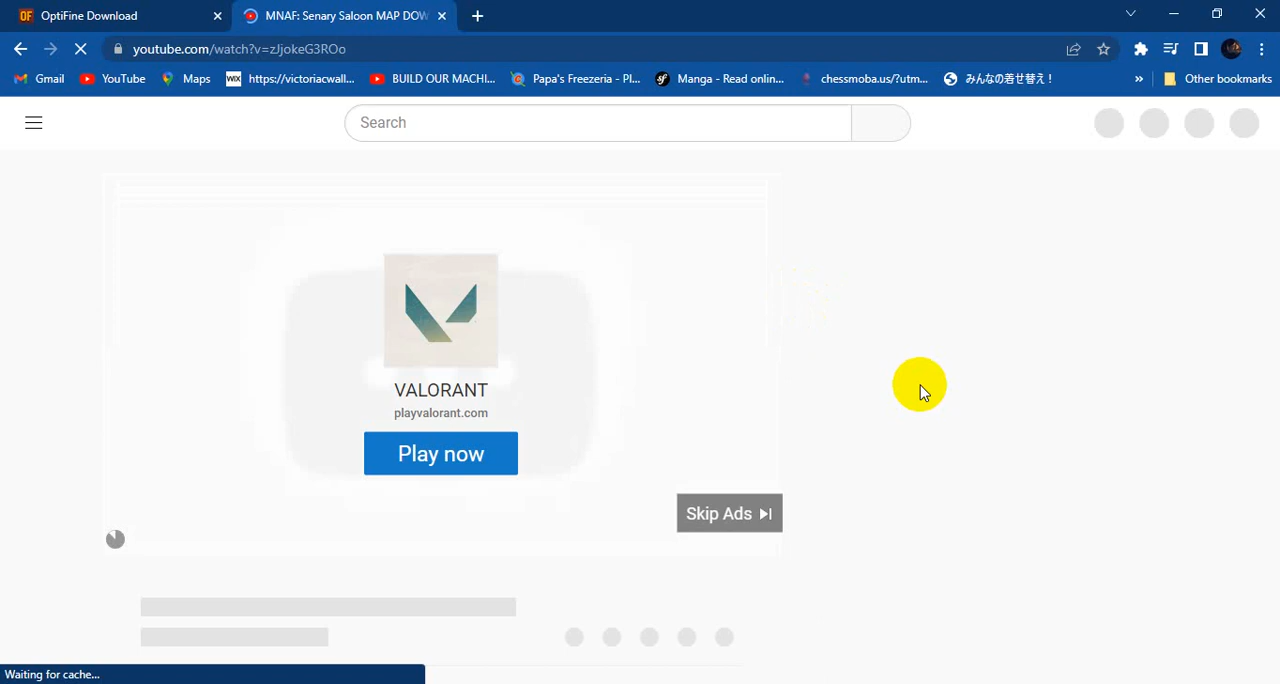 OptiFine Download
MNAF: Senary Saloon MAP DOW
youtube.com/watch?v=zJjokeG3ROo
Gmail
YouTube
Maps
https://victoriacwall...
BUILD OUR MACHI...
Papa's Freezeria - Pl...
Manga - Read onlin...
chessmoba.us/?utm...
みんなの着せ替え！
»
Other bookmarks
Search
VALORANT
playvalorant.com
Play now
Skip Ads
Waiting for cache...